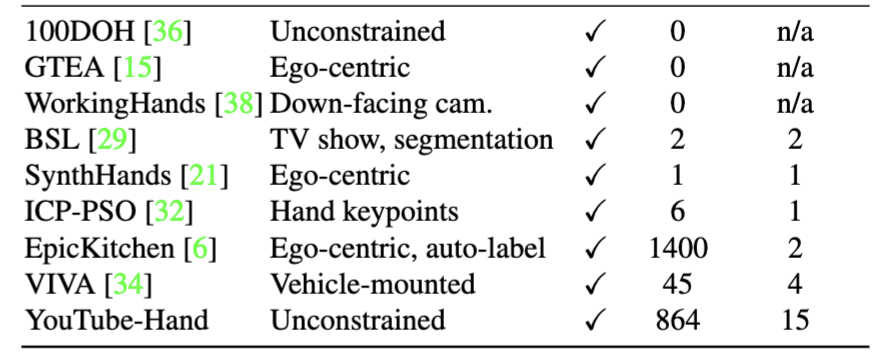 100DOH [36] Unconstrained ✓ 0 n/a
GTEA [15] Ego-centric ✓ 0 n/a
WorkingHands [38] Down-facing cam. ✓ 0 n/a
BSL [29] TV show, segmentation ✓ 2 2
SynthHands [21] Ego-centric ✓ 1 1
ICP-PSO [32] Hand keypoints ✓ 6 1
EpicKitchen [6] Ego-centric, auto-label ✓ 1400 2
VIVA [34] Vehicle-mounted ✓ 45 4
YouTube-Hand Unconstrained ✓ 864 15